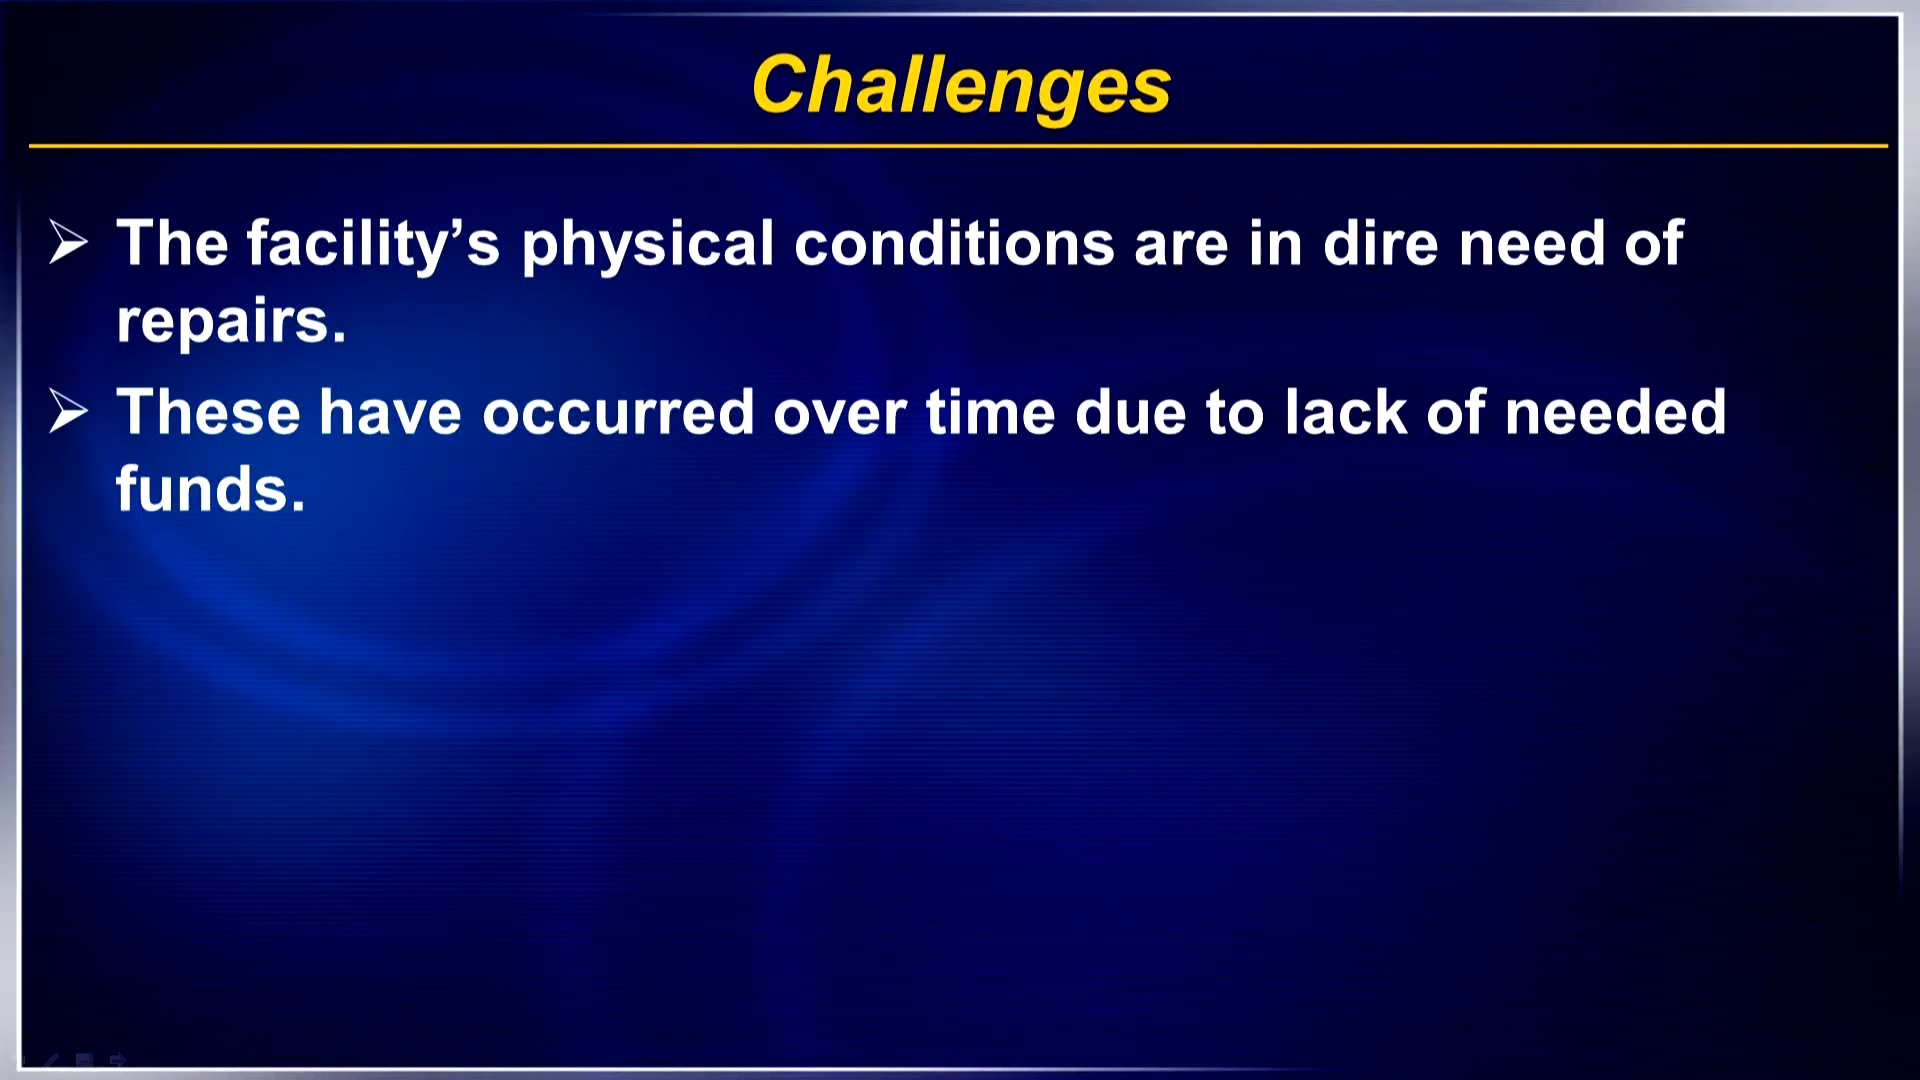 Challenges
The facility’s physical conditions are in dire need of
repairs.
These have occurred over time due to lack of needed
funds.